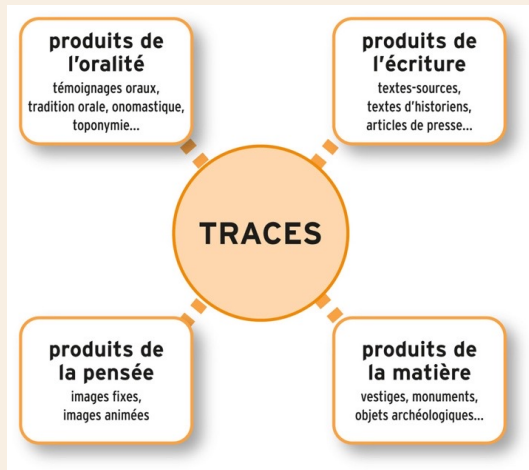 produits de
l'oralité
témoignages oraux,
tradition orale, onomastique,
toponymie...
produits de
l'écriture
textes-sources,
textes d'historiens,
articles de presse...
TRACES
produits de
la pensée
images fixes,
images animées
produits de
la matière
vestiges, monuments,
objets archéologiques...